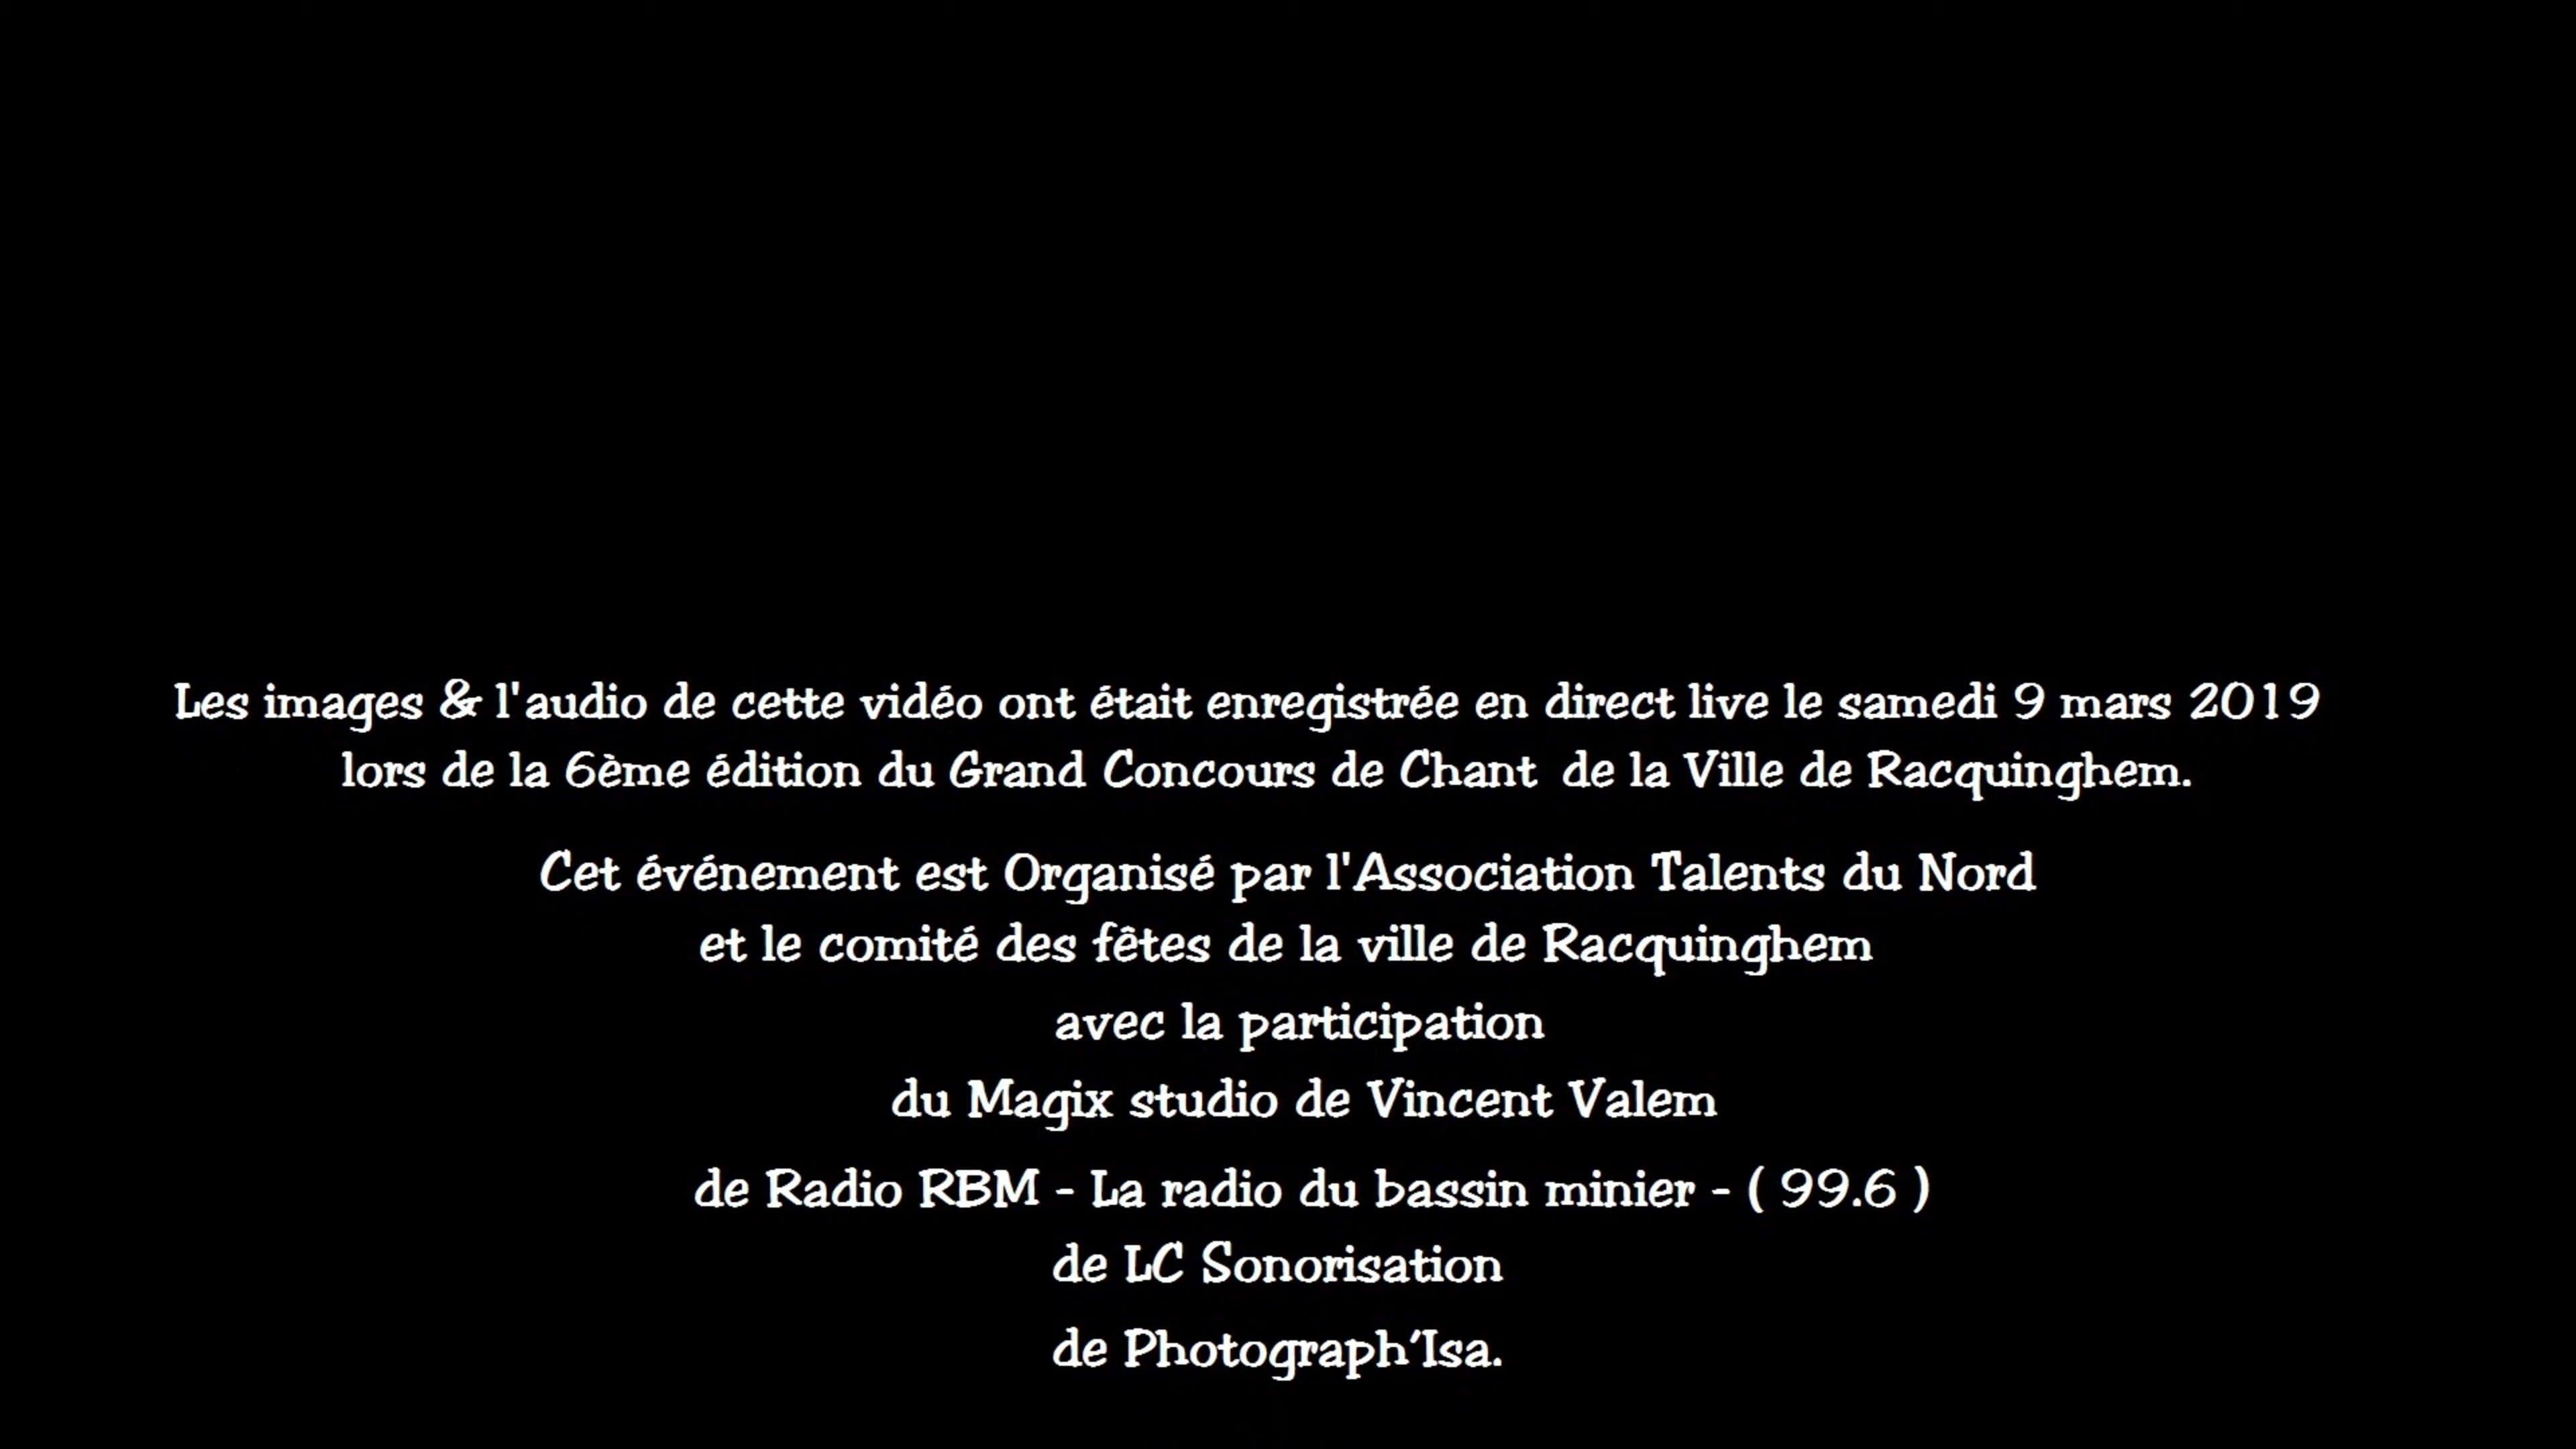 Les images & l'audio de cette vidéo ont était enregistrée en direct live le samedi 9 mars 2019
lors de la 6ème édition du Grand Concours de Chant de la Ville de Racquinghem.
Cet événement est Organisé par l'Association Talents du Nord
et le comité des fêtes de la ville de Racquinghem
avec la participation
du Magix studio de Vincent Valem
de Radio RBM - La radio du bassin minier - ( 99.6 )
de LC Sonorisation
de Photograph'Isa.